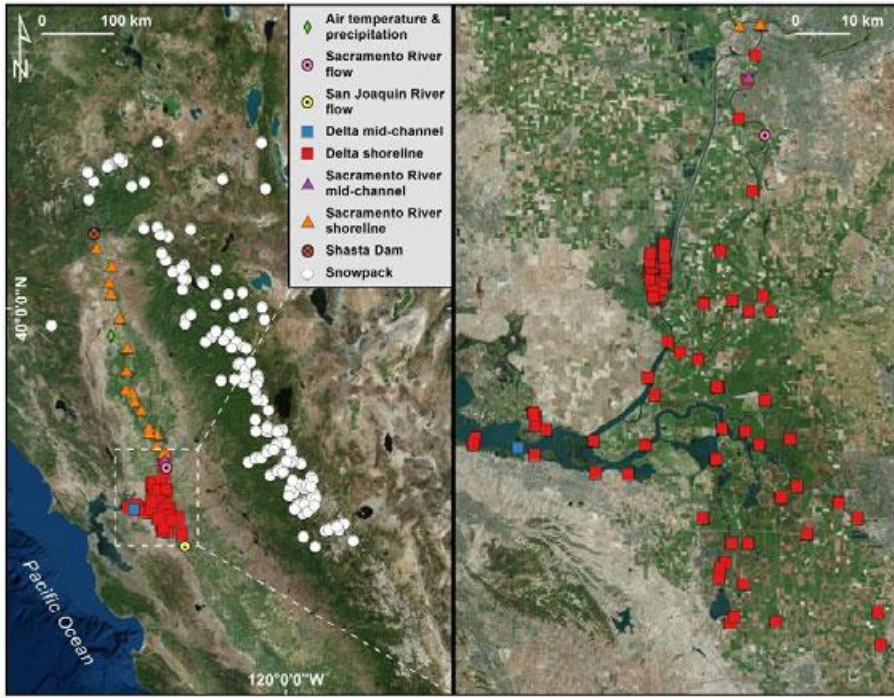 0 100 km
N
Air temperature &
precipitation
Sacramento River
flow
San Joaquin River
flow
Delta mid-channel
Delta shoreline
Sacramento River
mid-channel
Sacramento River
shoreline
Shasta Dam
Snowpack
40°0'0"N
Pacific Ocean
120°0'0"W
0 10 km